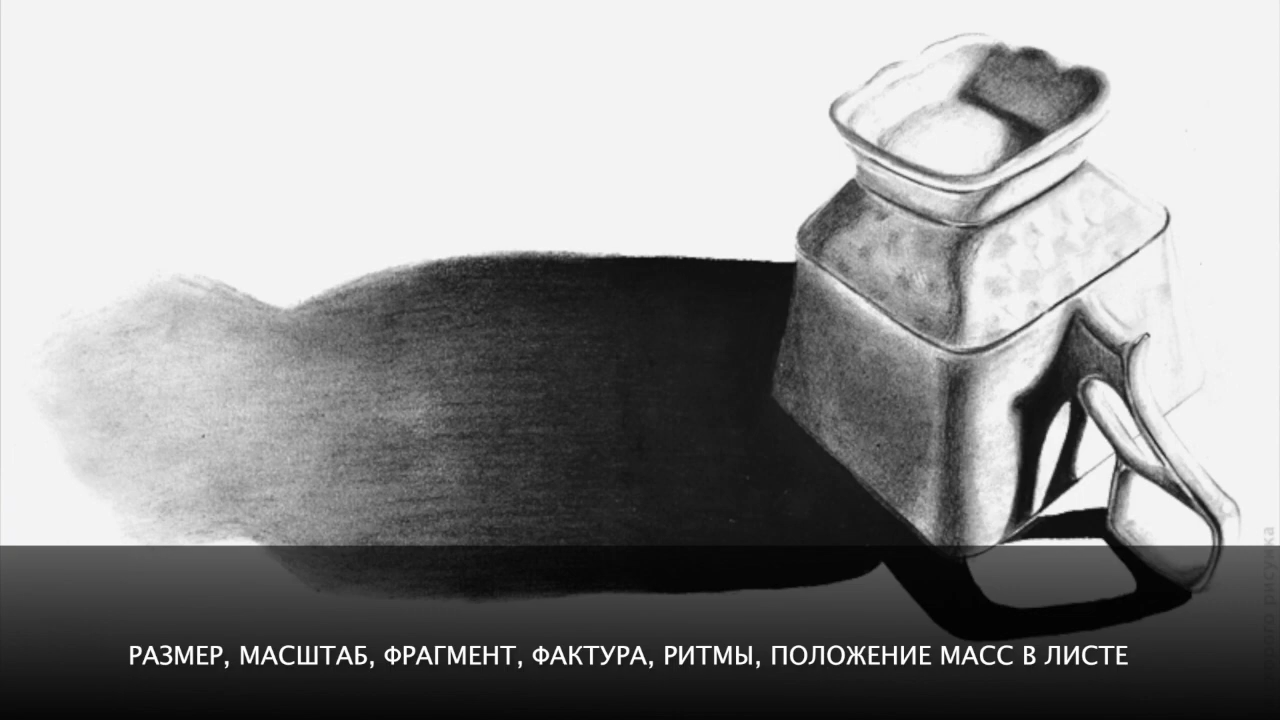 РАЗМЕР, МАСШТАБ, ФРАГМЕНТ, ФАКТУРА, РИТМЫ, ПОЛОЖЕНИЕ МАСС В ЛИСТЕ